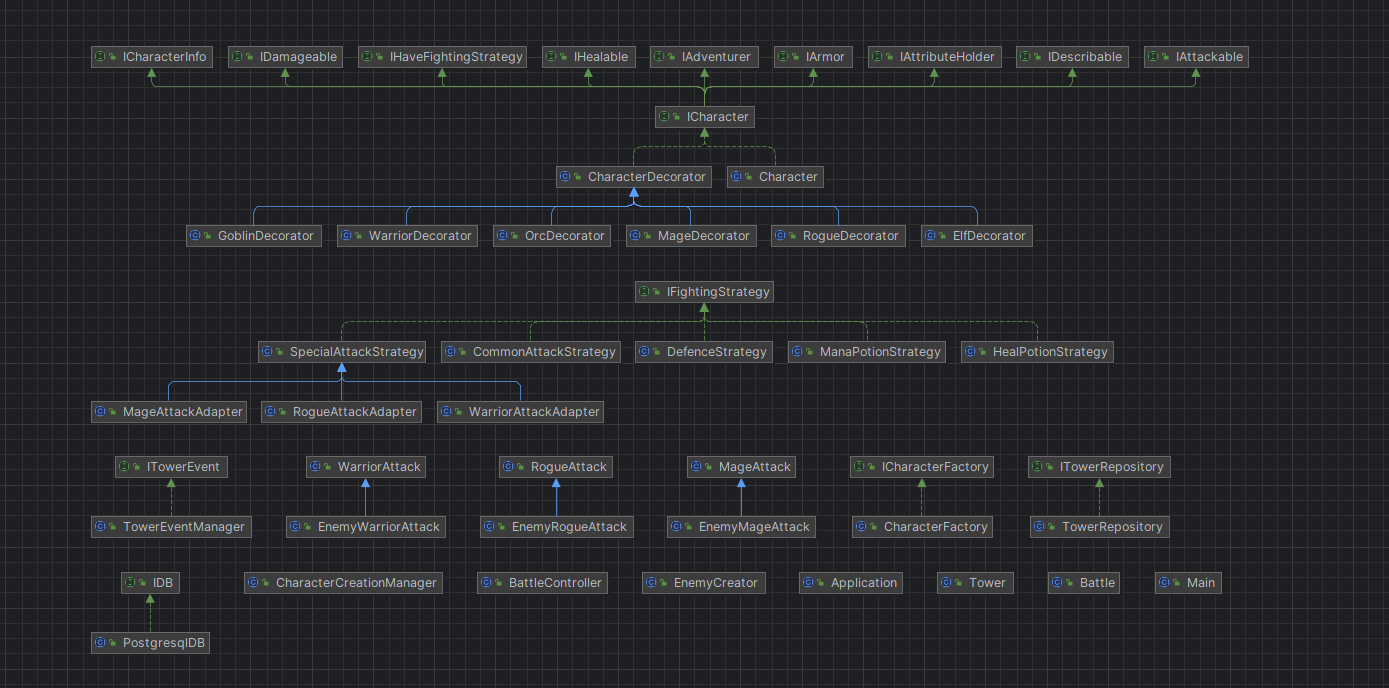 ICharacterInfo IDamageable IHaveFightingStrategy IHealable IAdventurer IArmor IAttributeHolder IDescribable IAttackable
ICharacter
CharacterDecorator Character
GoblinDecorator WarriorDecorator OrcDecorator MageDecorator RogueDecorator ElfDecorator
IFightingStrategy
SpecialAttackStrategy CommonAttackStrategy DefenceStrategy ManaPotionStrategy HealPotionStrategy
MageAttackAdapter RogueAttackAdapter WarriorAttackAdapter
ITowerEvent WarriorAttack RogueAttack MageAttack ICharacterFactory ITowerRepository
TowerEventManager EnemyWarriorAttack EnemyRogueAttack EnemyMageAttack CharacterFactory TowerRepository
IDB CharacterCreationManager BattleController EnemyCreator Application Tower Battle Main
PostgresqlDB